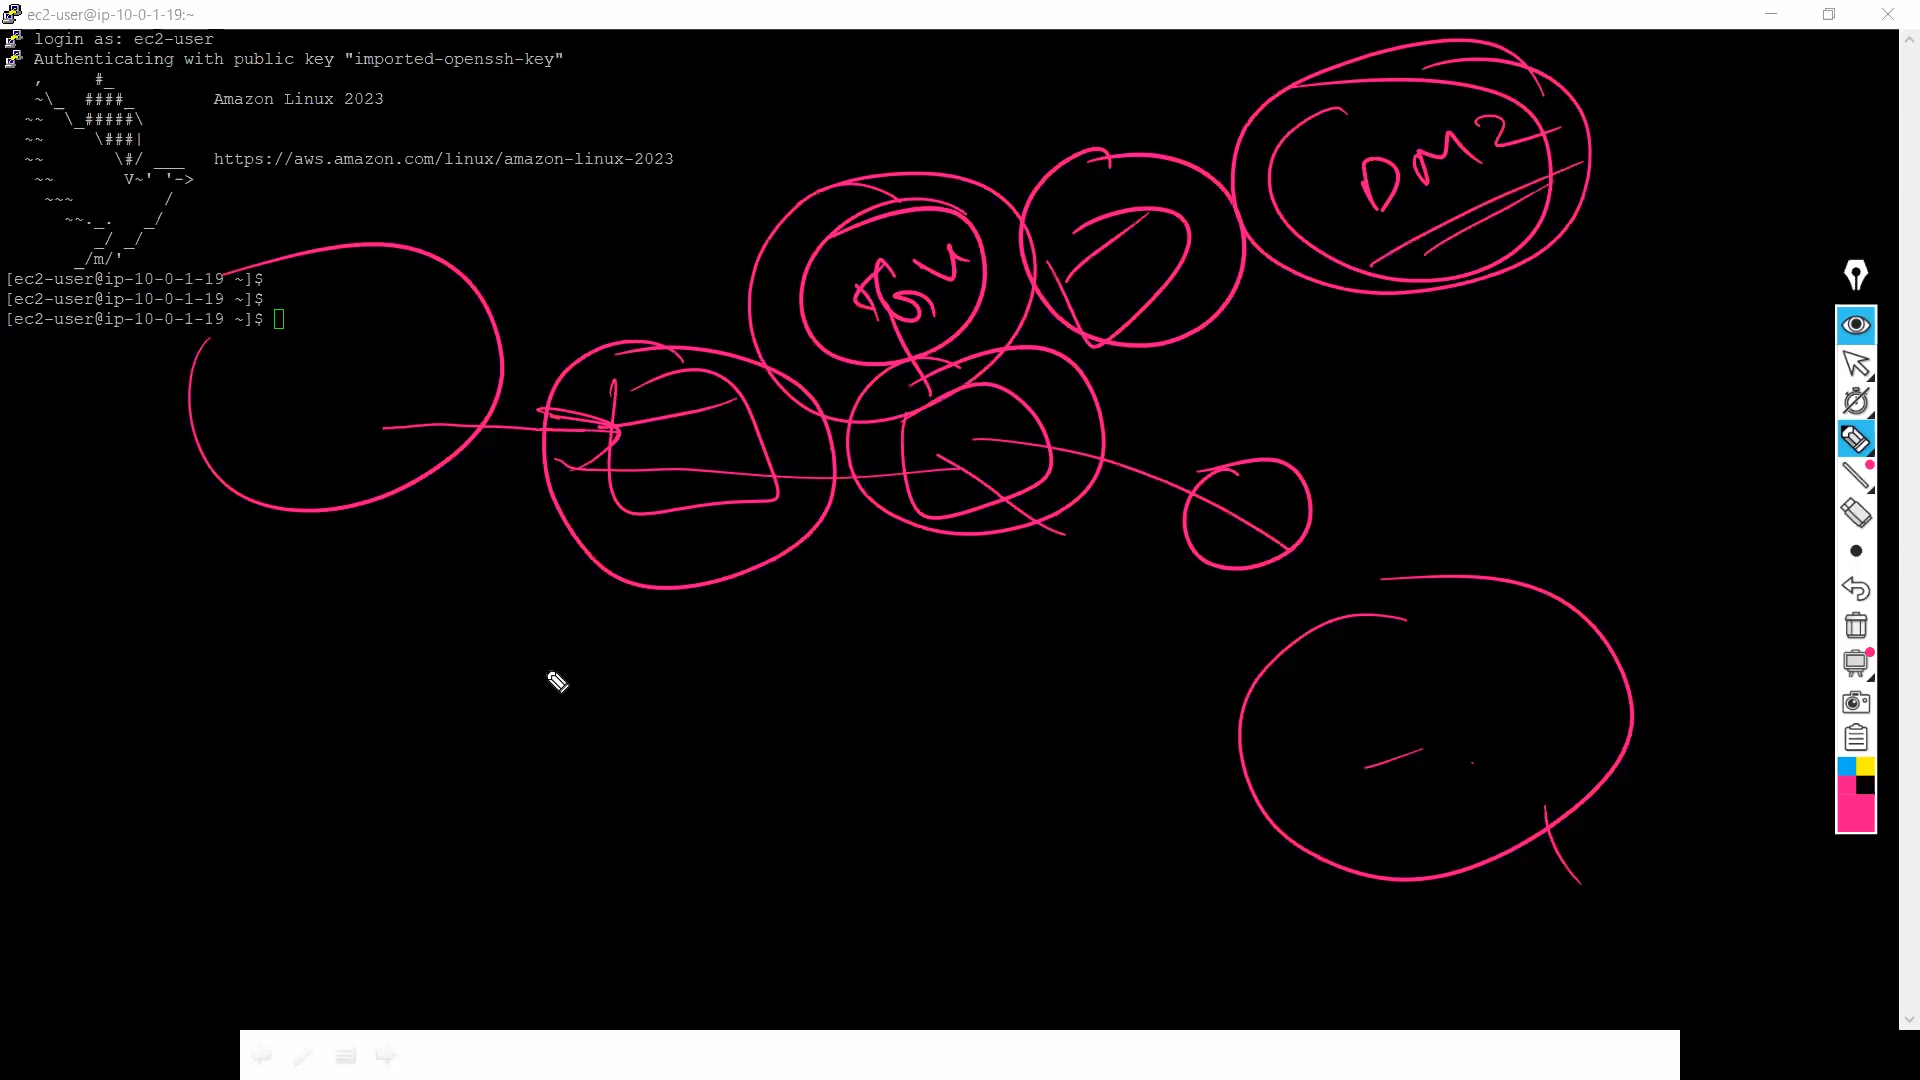 ec2-user@ip-10-0-1-19:~
login as: ec2-user
Authenticating with public key "imported-openssh-key"
   ,     #_
   ~\_  ####_        Amazon Linux 2023
  ~~  \_#####\
  ~~     \###|
  ~~       \#/ ___   https://aws.amazon.com/linux/amazon-linux-2023
   ~~       V~' '->
    ~~~         /
      ~~._.   _/
         _/ _/
       _/m/'
[ec2-user@ip-10-0-1-19 ~]$
[ec2-user@ip-10-0-1-19 ~]$
[ec2-user@ip-10-0-1-19 ~]$
DMZ